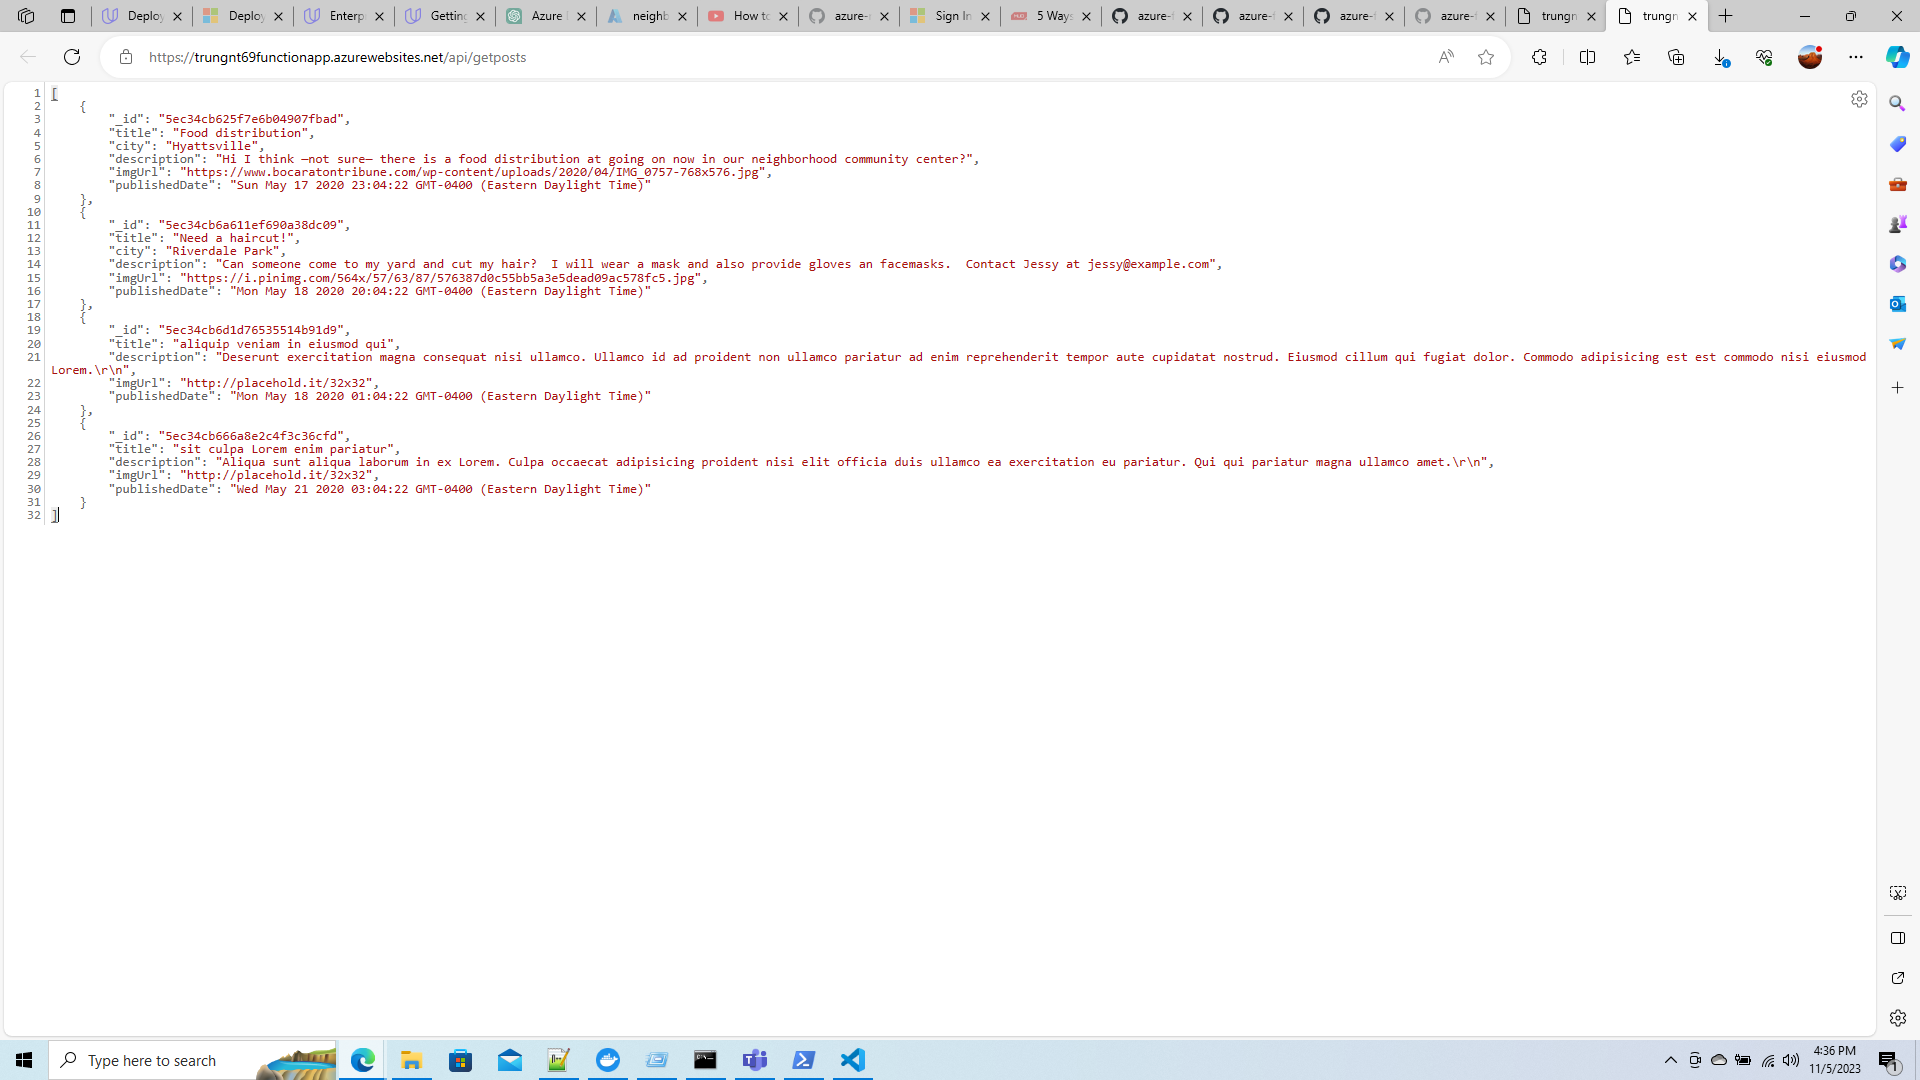 Deploy
Deploy
Enterp
Getting
Azure
neighb
How to
azure-
Sign In
5 Ways
azure-f
azure-f
azure-f
azure-f
trungn
trungn
https://trungnt69functionapp.azurewebsites.net/api/getposts
1 [
2 {
3 "_id": "5ec34cb625f7e6b04907fbad",
4 "title": "Food distribution",
5 "city": "Hyattsville",
6 "description": "Hi I think —not sure— there is a food distribution at going on now in our neighborhood community center?",
7 "imgUrl": "https://www.bocaratontribune.com/wp-content/uploads/2020/04/IMG_0757-768x576.jpg",
8 "publishedDate": "Sun May 17 2020 23:04:22 GMT-0400 (Eastern Daylight Time)"
9 },
10 {
11 "_id": "5ec34cb6a611ef690a38dc09",
12 "title": "Need a haircut!",
13 "city": "Riverdale Park",
14 "description": "Can someone come to my yard and cut my hair?  I will wear a mask and also provide gloves an facemasks.  Contact Jessy at jessy@example.com",
15 "imgUrl": "https://i.pinimg.com/564x/57/63/87/576387d0c55bb5a3e5dead09ac578fc5.jpg",
16 "publishedDate": "Mon May 18 2020 20:04:22 GMT-0400 (Eastern Daylight Time)"
17 },
18 {
19 "_id": "5ec34cb6d1d76535514b91d9",
20 "title": "aliquip veniam in eiusmod qui",
21 "description": "Deserunt exercitation magna consequat nisi ullamco. Ullamco id ad proident non ullamco pariatur ad enim reprehenderit tempor aute cupidatat nostrud. Eiusmod cillum qui fugiat dolor. Commodo adipisicing est est commodo nisi eiusmod
Lorem.\r\n",
22 "imgUrl": "http://placehold.it/32x32",
23 "publishedDate": "Mon May 18 2020 01:04:22 GMT-0400 (Eastern Daylight Time)"
24 },
25 {
26 "_id": "5ec34cb666a8e2c4f3c36cfd",
27 "title": "sit culpa Lorem enim pariatur",
28 "description": "Aliqua sunt aliqua laborum in ex Lorem. Culpa occaecat adipisicing proident nisi elit officia duis ullamco ea exercitation eu pariatur. Qui qui pariatur magna ullamco amet.\r\n",
29 "imgUrl": "http://placehold.it/32x32",
30 "publishedDate": "Wed May 21 2020 03:04:22 GMT-0400 (Eastern Daylight Time)"
31 }
32 ]
Type here to search
4:36 PM
11/5/2023
1